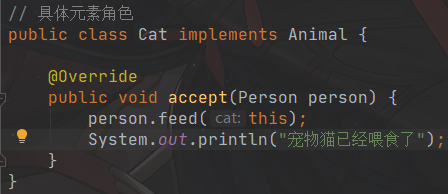 // 具体元素角色
public class Cat implements Animal {
@Override
public void accept(Person person) {
person.feed( cat: this);
System.out.println("宠物猫已经喂食了");
}
}